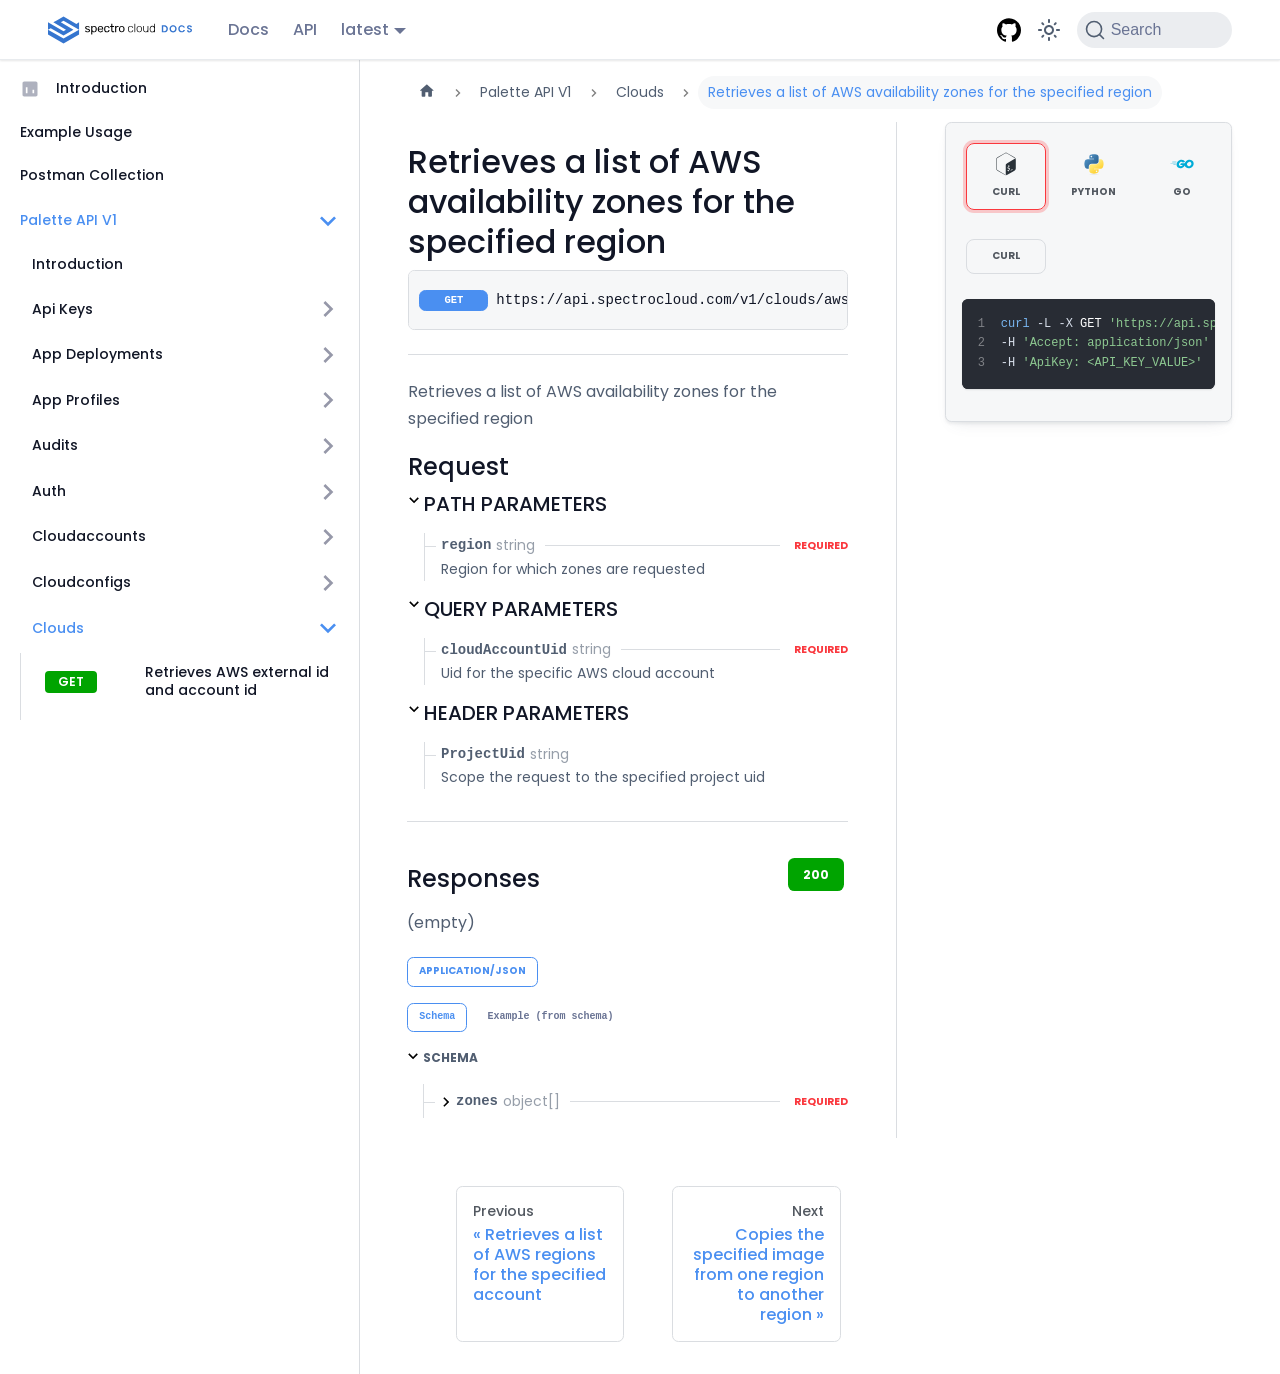 spectro cloud DOCS
Docs
API
latest
Search
Introduction
Example Usage
Postman Collection
Palette API V1
Introduction
Api Keys
App Deployments
App Profiles
Audits
Auth
Cloudaccounts
Cloudconfigs
Clouds
GET
Retrieves AWS external id
and account id
Palette API V1
Clouds
Retrieves a list of AWS availability zones for the specified region
Retrieves a list of AWS
availability zones for the
specified region
GET https://api.spectrocloud.com/v1/clouds/aws
Retrieves a list of AWS availability zones for the
specified region
Request
PATH PARAMETERS
region string REQUIRED
Region for which zones are requested
QUERY PARAMETERS
cloudAccountUid string REQUIRED
Uid for the specific AWS cloud account
HEADER PARAMETERS
ProjectUid string
Scope the request to the specified project uid
Responses
200
(empty)
APPLICATION/JSON
Schema Example (from schema)
SCHEMA
zones object[] REQUIRED
CURL PYTHON GO
CURL
1 curl -L -X GET 'https://api.sp
2 -H 'Accept: application/json'
3 -H 'ApiKey: <API_KEY_VALUE>'
Previous
« Retrieves a list
of AWS regions
for the specified
account
Next
Copies the
specified image
from one region
to another
region »